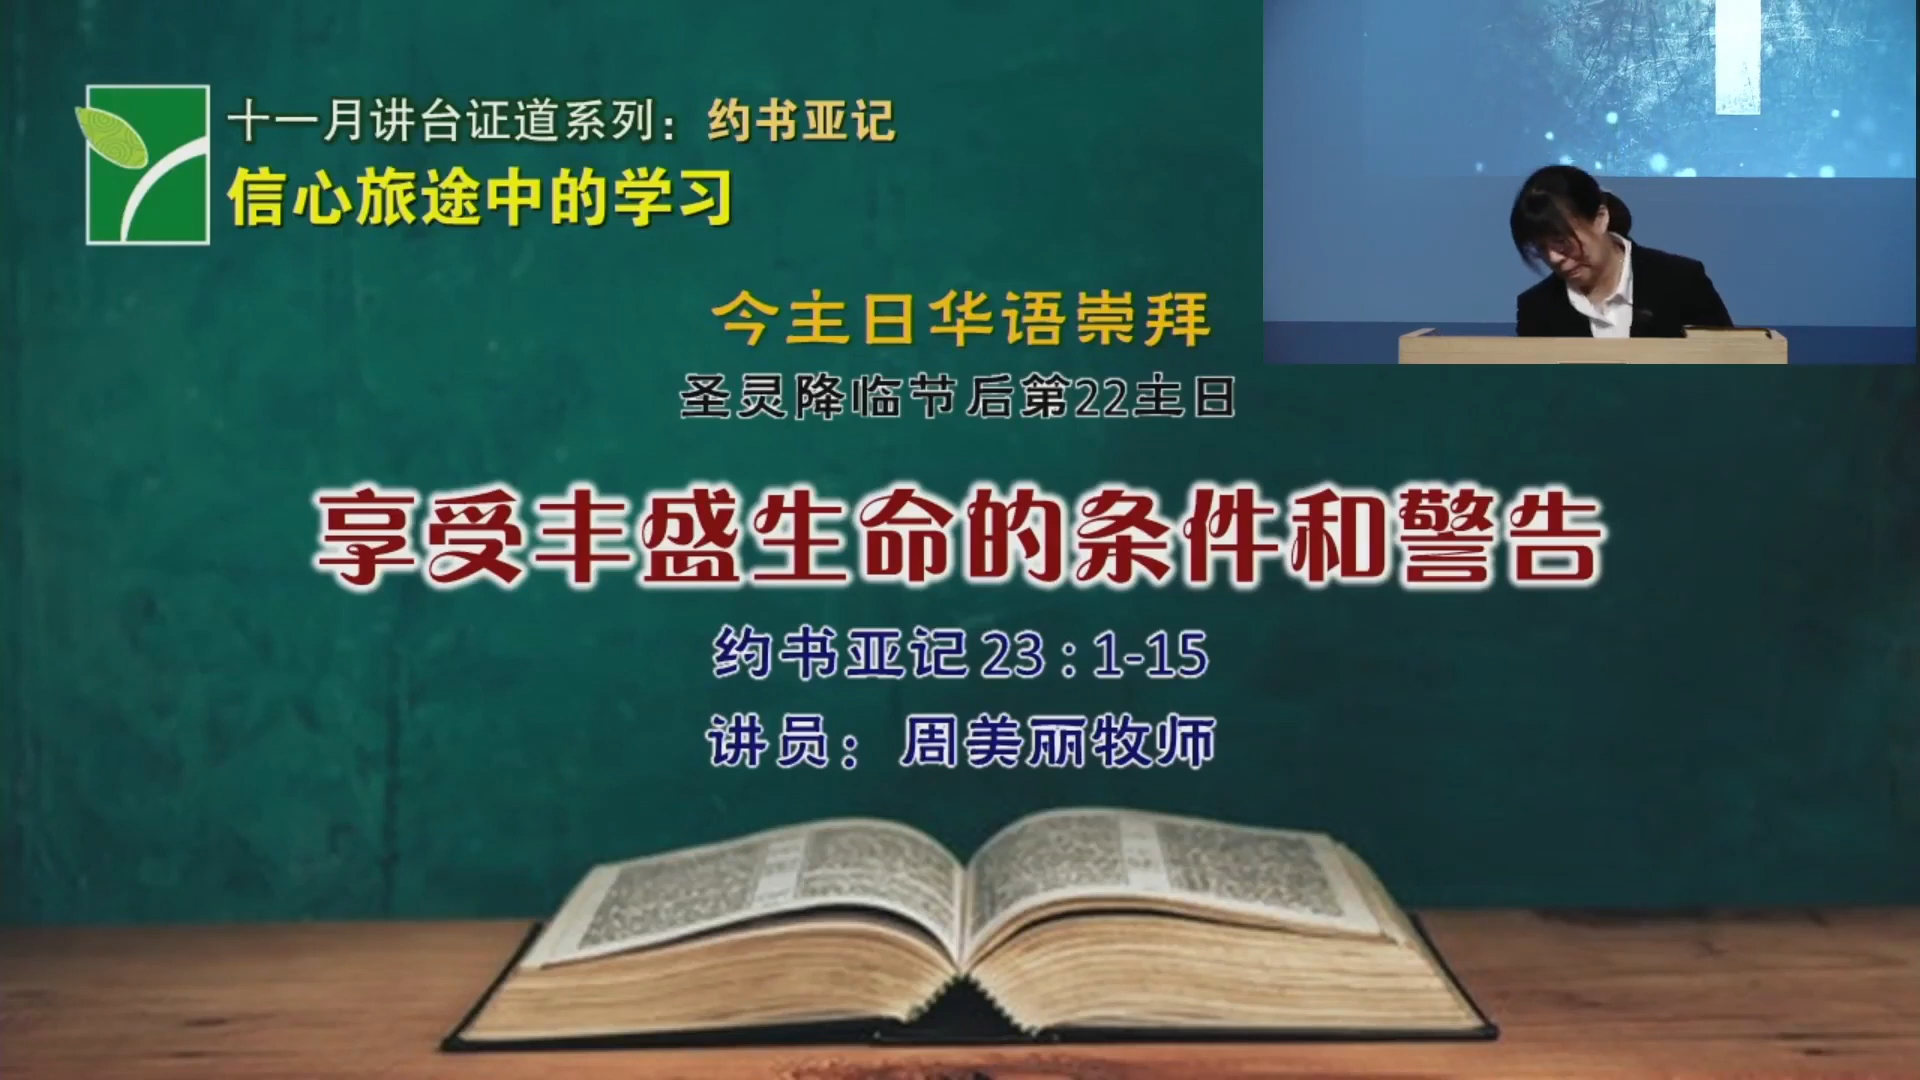 十一月讲台证道系列：约书亚记
信心旅途中的学习
今主日华语崇拜
圣灵降临节后第22主日
享受丰盛生命的条件和警告
约书亚记 23 : 1-15
讲员：周美丽牧师